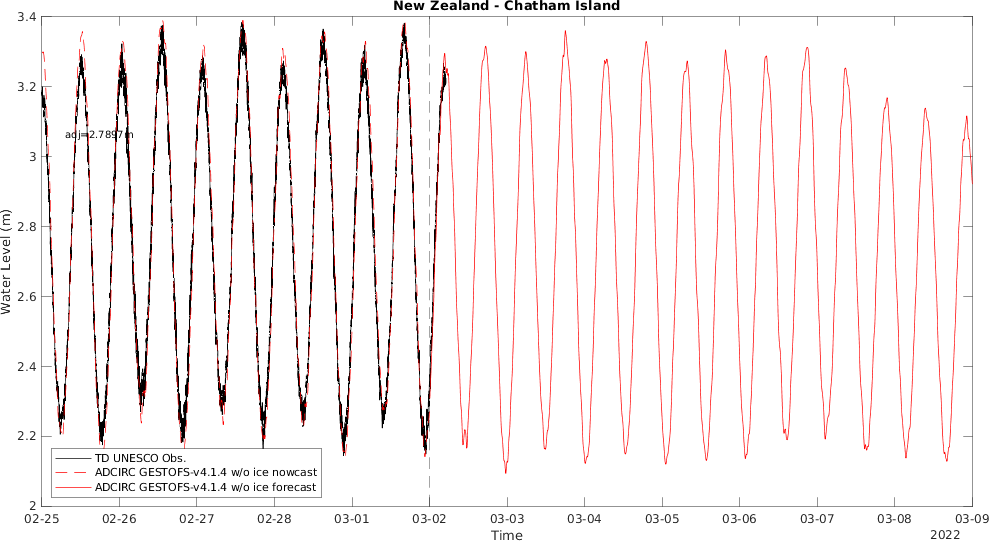 New Zealand - Chatham Island
3.4
3.2
3
2.8
2.6
2.4
2.2
2
Water Level (m)
adj=2.7897m
TD UNESCO Obs.
ADCIRC GESTOFS-v4.1.4 w/o ice nowcast
ADCIRC GESTOFS-v4.1.4 w/o ice forecast
02-25 02-26 02-27 02-28 03-01 03-02 03-03 03-04 03-05 03-06 03-07 03-08 03-09
Time
2022